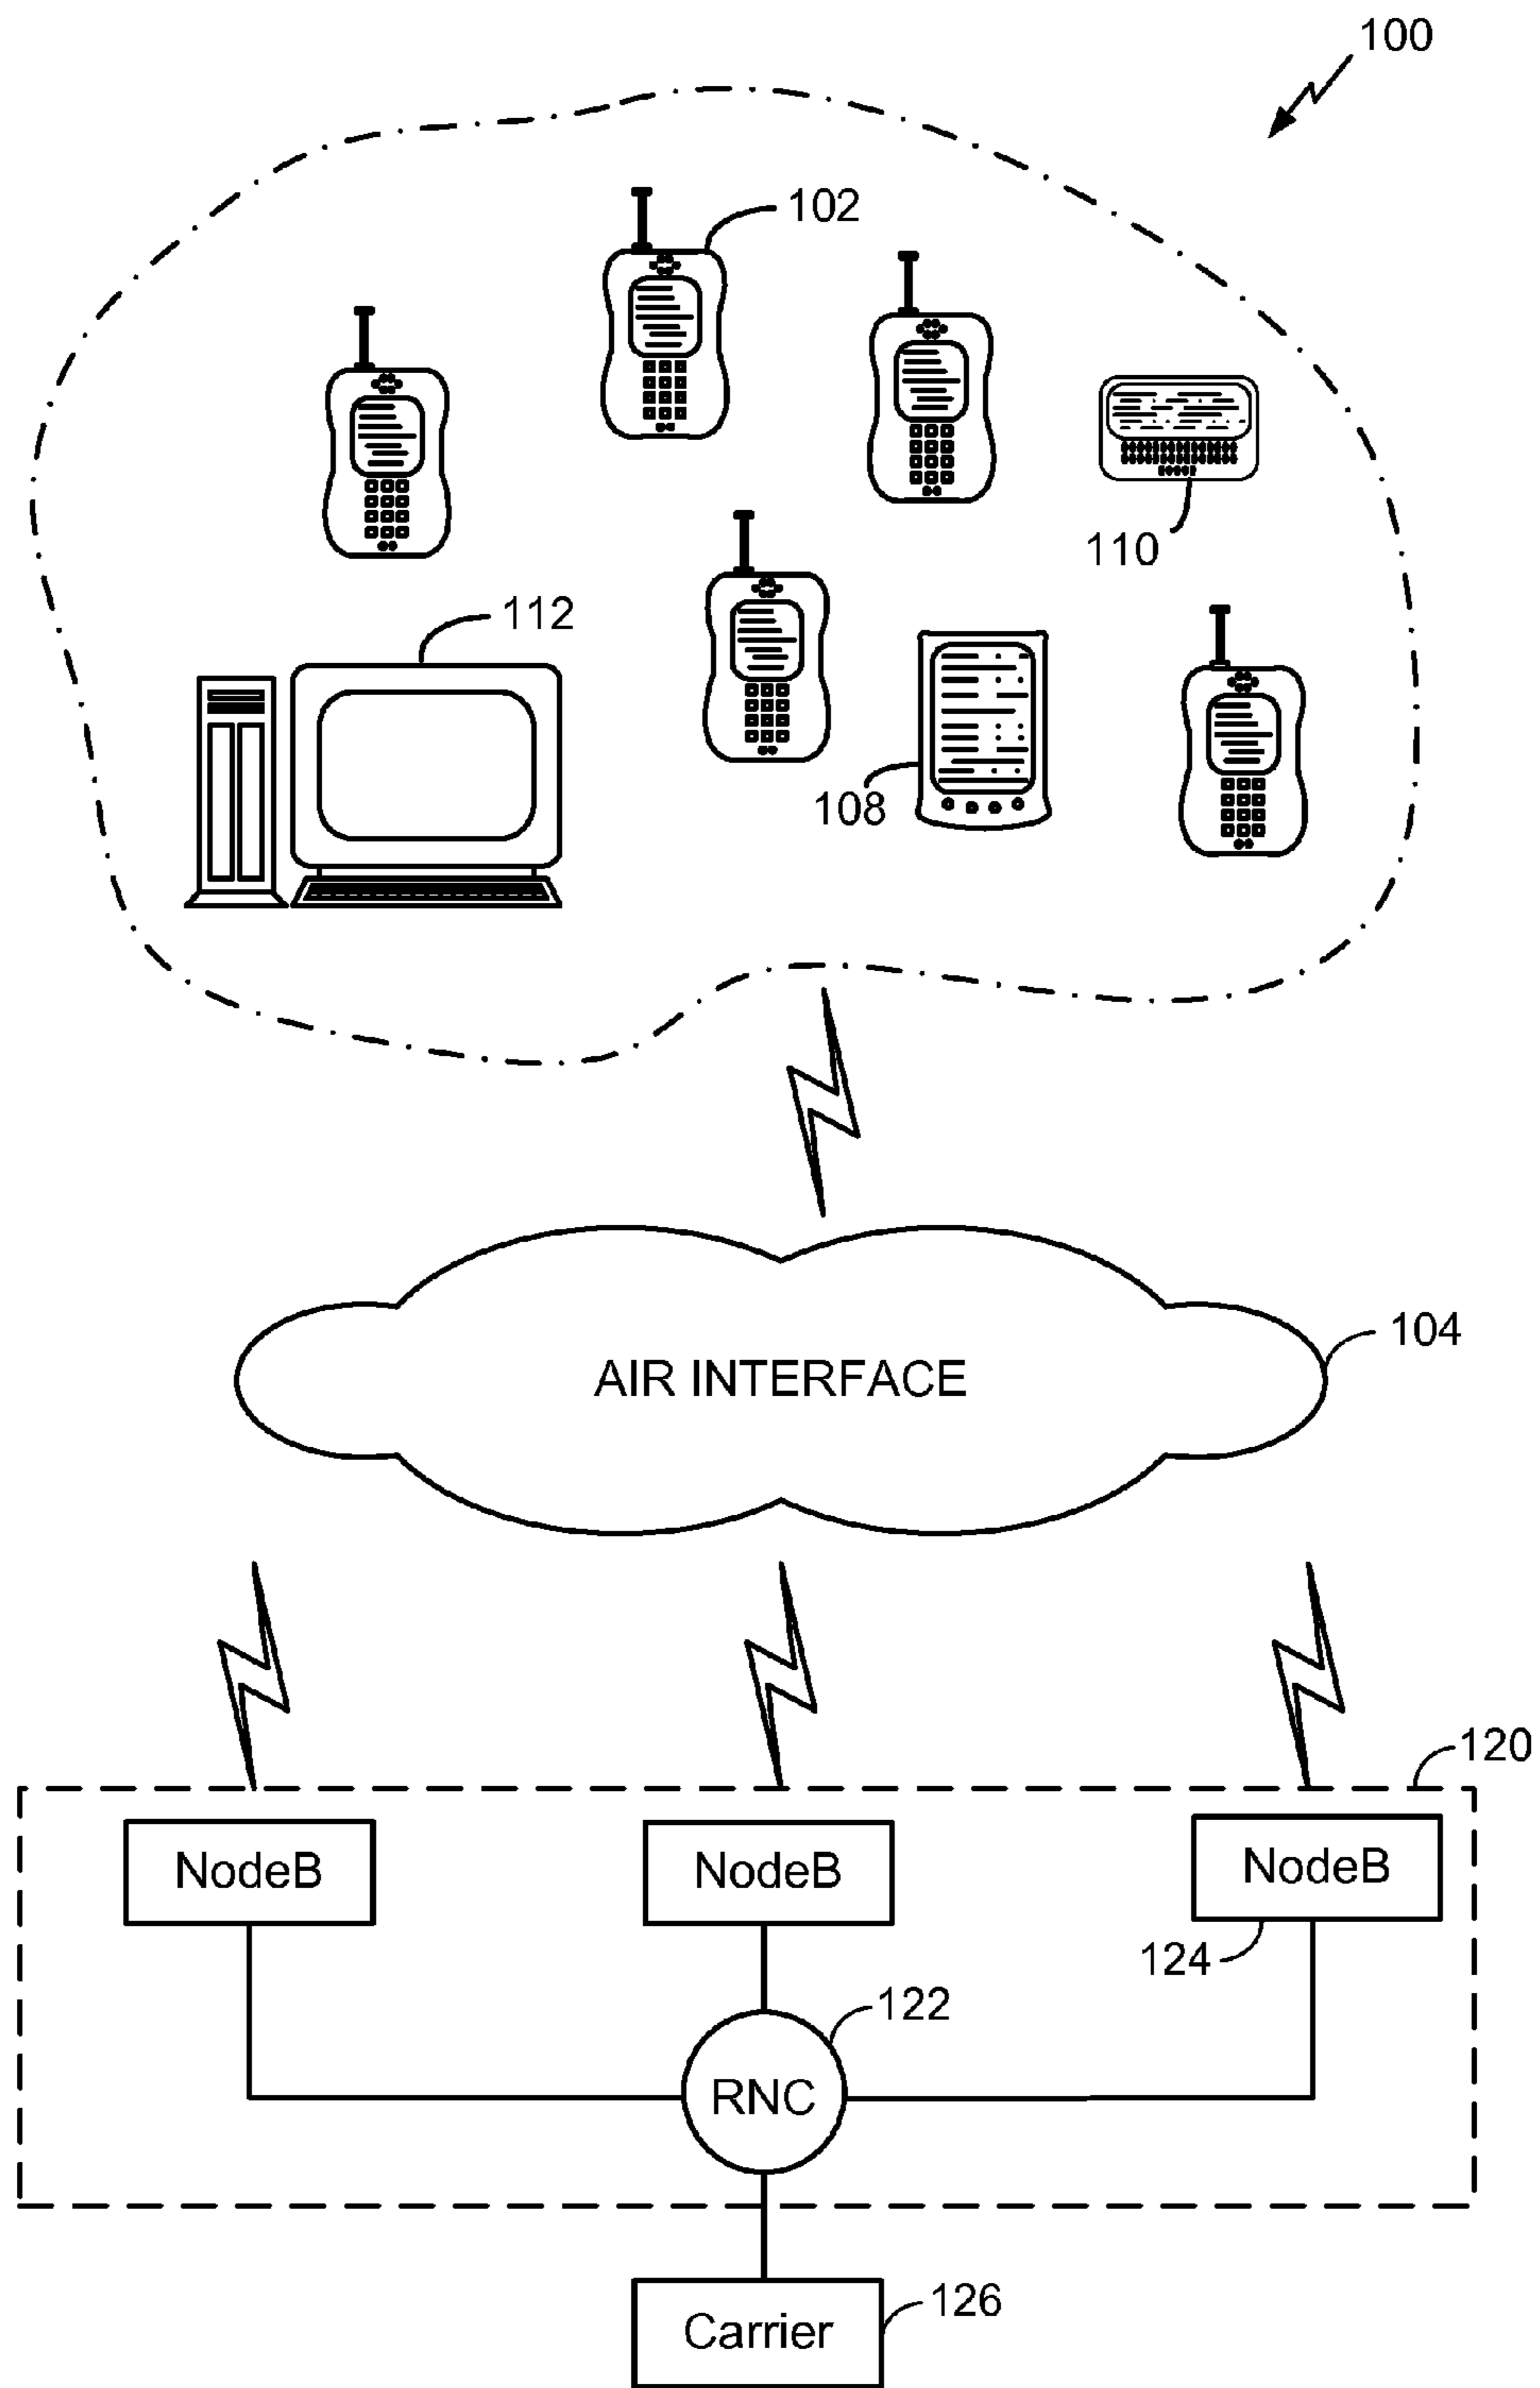 100
102
110
112
108
104
AIR INTERFACE
120
NodeB
NodeB
NodeB
124
122
RNC
126
Carrier